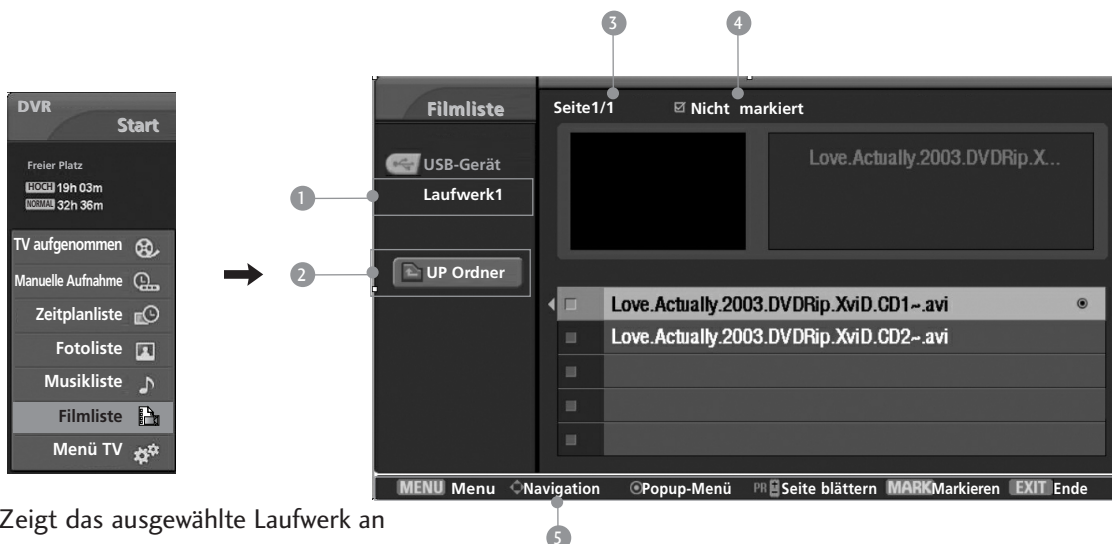 3
4
DVR
Start
Freier Platz
HOCH 19h 03m
NORMAL 32h 36m
TV aufgenommen
Manuelle Aufnahme
Zeitplanliste
Fotoliste
Musikliste
Filmliste
Menü TV
1
2
Filmliste
USB-Gerät
Laufwerk1
UP Ordner
Seite1/1
Nicht markiert
Love.Actually.2003.DVDRip.X...
Love.Actually.2003.DVDRip.XviD.CD1~.avi
Love.Actually.2003.DVDRip.XviD.CD2~.avi
MENU Menu Navigation Popup-Menü PR Seite blättern MARK Markieren EXIT Ende
Zeigt das ausgewählte Laufwerk an
5